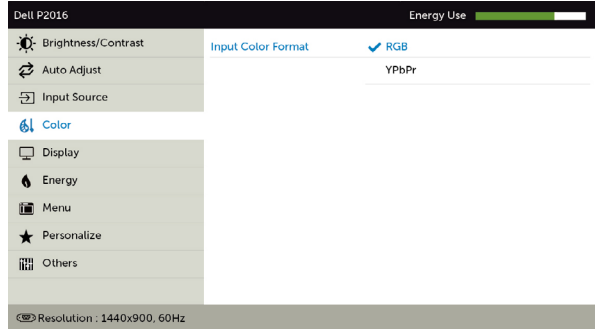 Dell P2016 Energy Use
Brightness/Contrast
Input Color Format RGB
Auto Adjust YPbPr
Input Source
Color
Display
Energy
Menu
Personalize
Others
Resolution : 1440x900, 60Hz